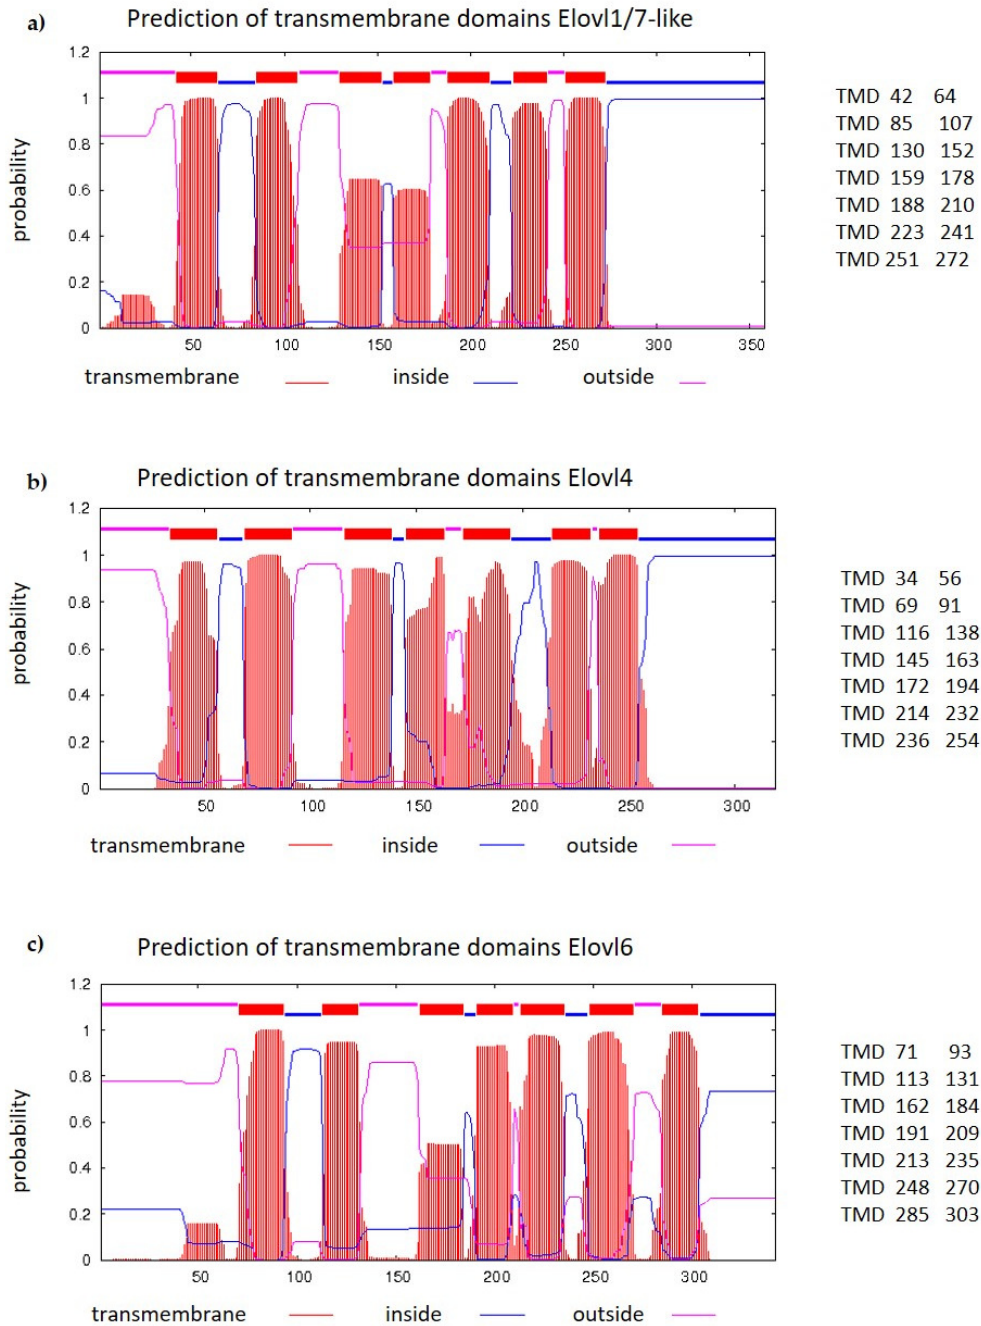 a)
Prediction of transmembrane domains Elovl1/7-like
1.2
1
0.8
0.6
0.4
0.2
0
probability
50 100 150 200 250 300 350
transmembrane inside outside
TMD 42 64
TMD 85 107
TMD 130 152
TMD 159 178
TMD 188 210
TMD 223 241
TMD 251 272
b)
Prediction of transmembrane domains Elovl4
1.2
1
0.8
0.6
0.4
0.2
0
probability
50 100 150 200 250 300
transmembrane inside outside
TMD 34 56
TMD 69 91
TMD 116 138
TMD 145 163
TMD 172 194
TMD 214 232
TMD 236 254
c)
Prediction of transmembrane domains Elovl6
1.2
1
0.8
0.6
0.4
0.2
0
probability
50 100 150 200 250 300
transmembrane inside outside
TMD 71 93
TMD 113 131
TMD 162 184
TMD 191 209
TMD 213 235
TMD 248 270
TMD 285 303